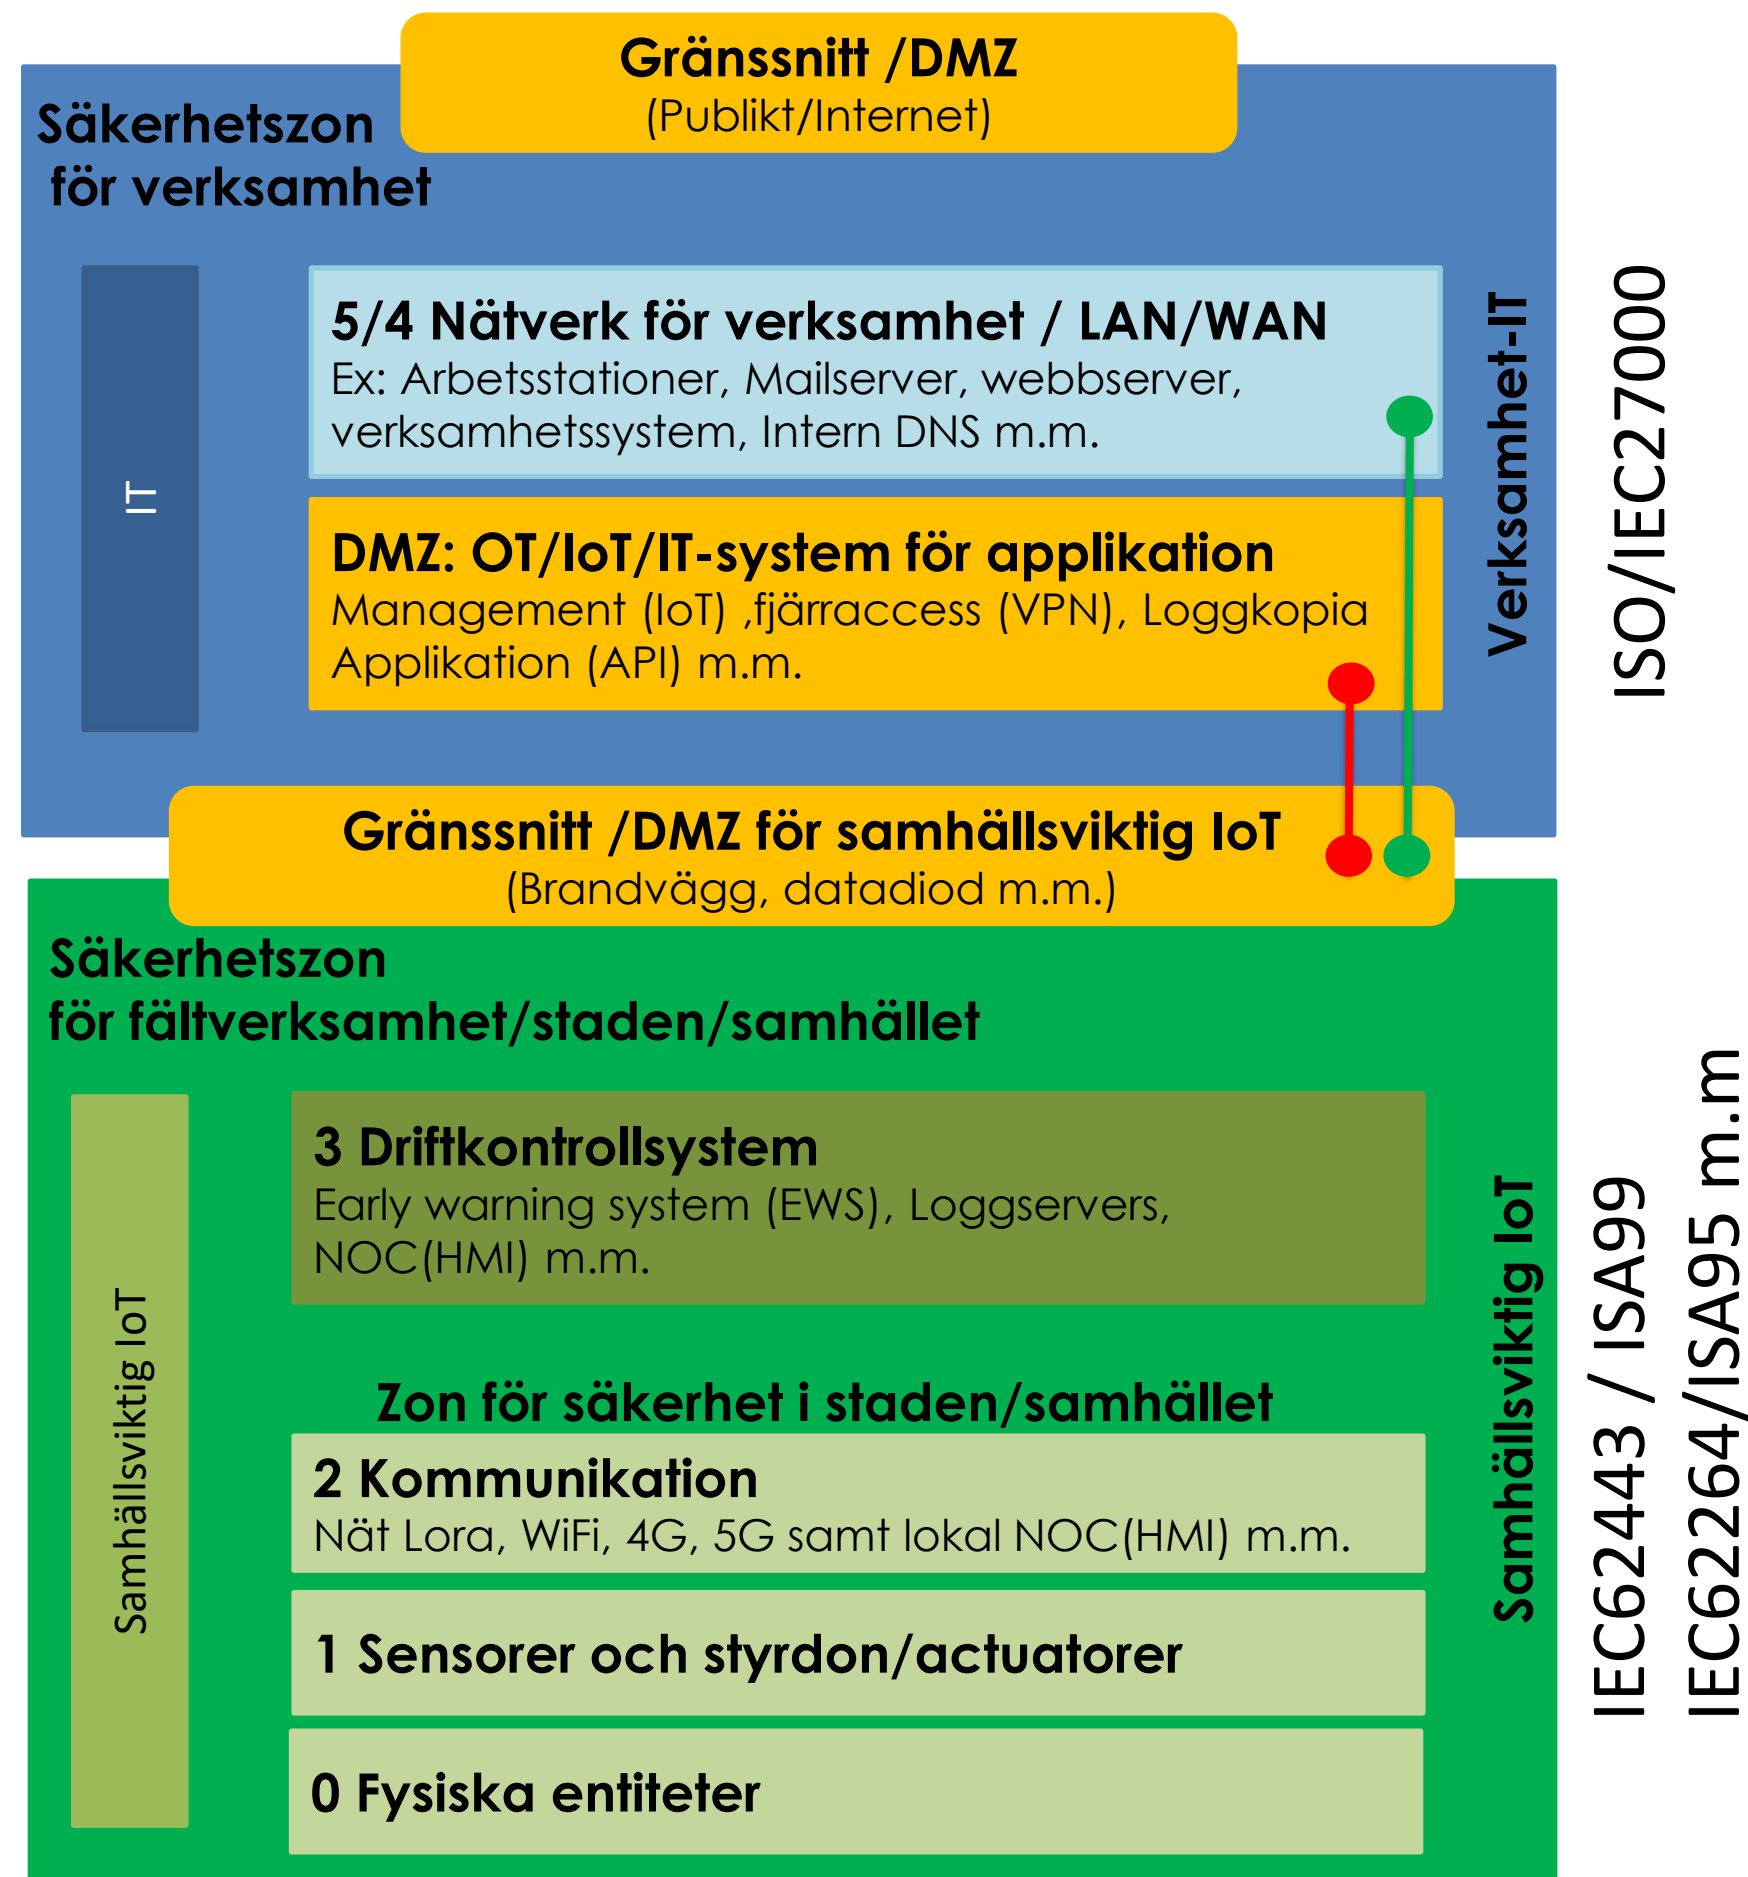 Gränssnitt /DMZ
(Publikt/Internet)
Säkerhetszon
för verksamhet
IT
5/4 Nätverk för verksamhet / LAN/WAN
Ex: Arbetsstationer, Mailserver, webbserver,
verksamhetssystem, Intern DNS m.m.
DMZ: OT/IoT/IT-system för applikation
Management (IoT) ,fjärraccess (VPN), Loggkopia
Applikation (API) m.m.
Verksamhet-IT
ISO/IEC27000
Gränssnitt /DMZ för samhällsviktig IoT
(Brandvägg, datadiod m.m.)
Säkerhetszon
för fältverksamhet/staden/samhället
Samhällsviktig IoT
3 Driftkontrollsystem
Early warning system (EWS), Loggservers,
NOC(HMI) m.m.
Zon för säkerhet i staden/samhället
2 Kommunikation
Nät Lora, WiFi, 4G, 5G samt lokal NOC(HMI) m.m.
1 Sensorer och styrdon/actuatorer
0 Fysiska entiteter
Samhällsviktig IoT
IEC62443 / ISA99
IEC62264/ISA95 m.m